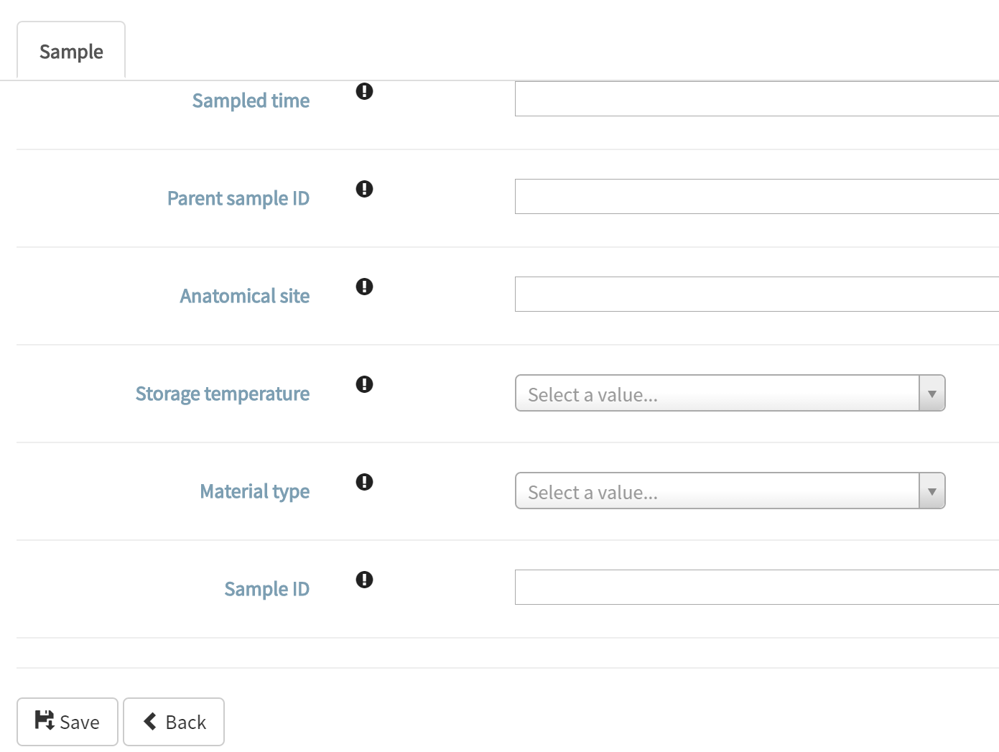 Sample
Sampled time
Parent sample ID
Anatomical site
Storage temperature
Select a value...
Material type
Select a value...
Sample ID
Save
Back